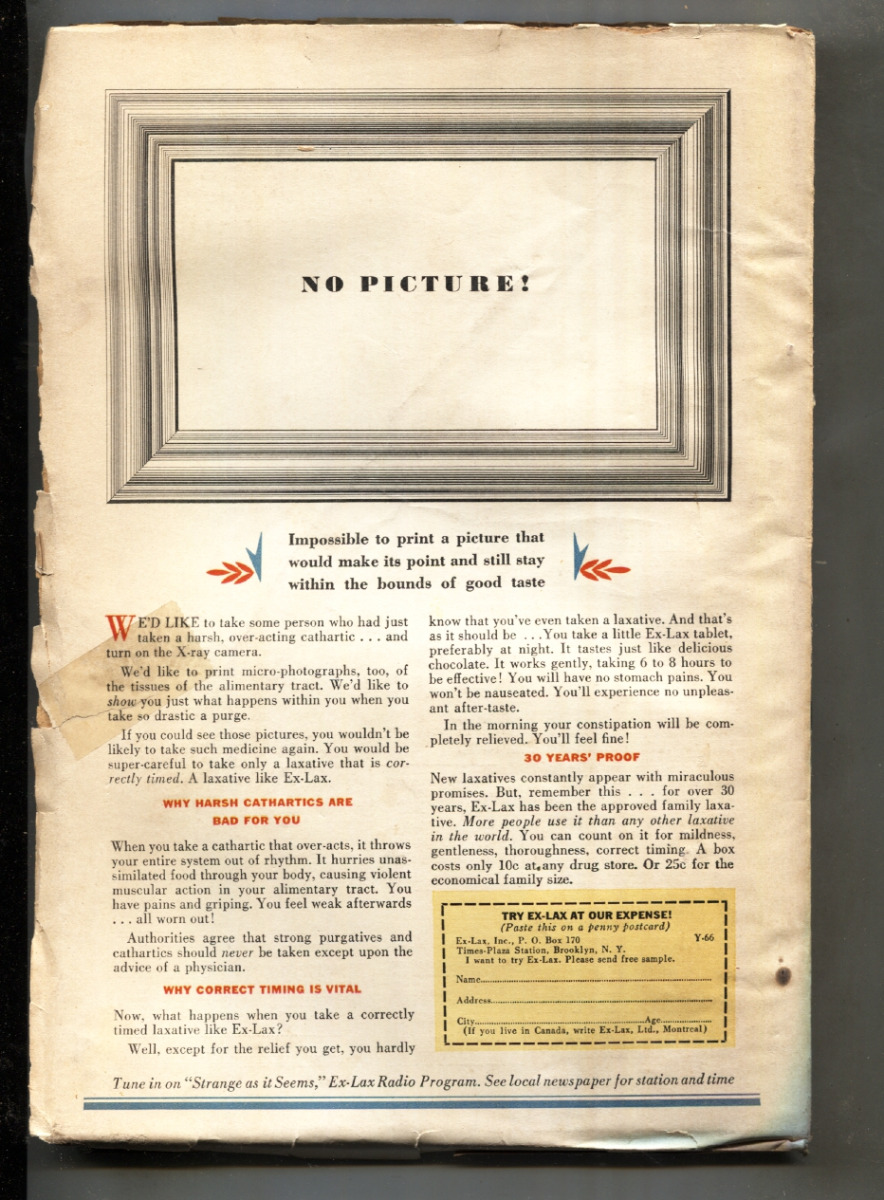 NO PICTURE!
Impossible to print a picture that
would make its point and still stay
within the bounds of good taste
WE'D LIKE to take some person who had just
taken a harsh, over-acting cathartic . . . and
turn on the X-ray camera.
We'd like to print micro-photographs, too, of
the tissues of the alimentary tract. We'd like to
show you just what happens within you when you
take so drastic a purge.
If you could see those pictures, you wouldn't be
likely to take such medicine again. You would be
super-careful to take only a laxative that is cor-
rectly timed. A laxative like Ex-Lax.
WHY HARSH CATHARTICS ARE
BAD FOR YOU
When you take a cathartic that over-acts, it throws
your entire system out of rhythm. It hurries unas-
similated food through your body, causing violent
muscular action in your alimentary tract. You
have pains and griping. You feel weak afterwards
. . . all worn out!
Authorities agree that strong purgatives and
cathartics should never be taken except upon the
advice of a physician.
WHY CORRECT TIMING IS VITAL
Now, what happens when you take a correctly
timed laxative like Ex-Lax?
Well, except for the relief you get, you hardly
know that you've even taken a laxative. And that's
as it should be . . . You take a little Ex-Lax tablet,
preferably at night. It tastes just like delicious
chocolate. It works gently, taking 6 to 8 hours to
be effective! You will have no stomach pains. You
won't be nauseated. You'll experience no unpleas-
ant after-taste.
In the morning your constipation will be com-
pletely relieved. You'll feel fine!
30 YEARS' PROOF
New laxatives constantly appear with miraculous
promises. But, remember this . . . for over 30
years, Ex-Lax has been the approved family laxa-
tive. More people use it than any other laxative
in the world. You can count on it for mildness,
gentleness, thoroughness, correct timing. A box
costs only 10c at any drug store. Or 25c for the
economical family size.
TRY EX-LAX AT OUR EXPENSE!
(Paste this on a penny postcard)
Ex-Lax, Inc., P. O. Box 170 Y-66
Times-Plaza Station, Brooklyn, N. Y.
I want to try Ex-Lax. Please send free sample.
Name
Address
City Age
(If you live in Canada, write Ex-Lax, Ltd., Montreal)
Tune in on "Strange as it Seems," Ex-Lax Radio Program. See local newspaper for station and time